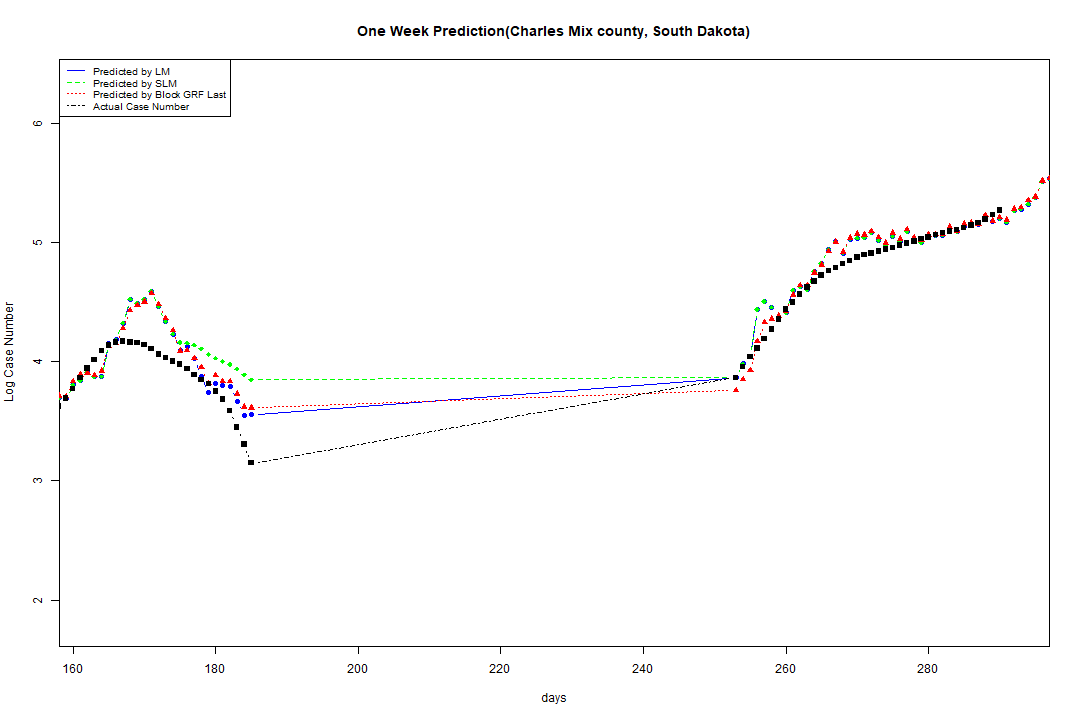 One Week Prediction(Charles Mix county, South Dakota)
Predicted by LM
Predicted by SLM
Predicted by Block GRF Last
Actual Case Number
6
5
4
3
2
Log Case Number
160 180 200 220 240 260 280
days